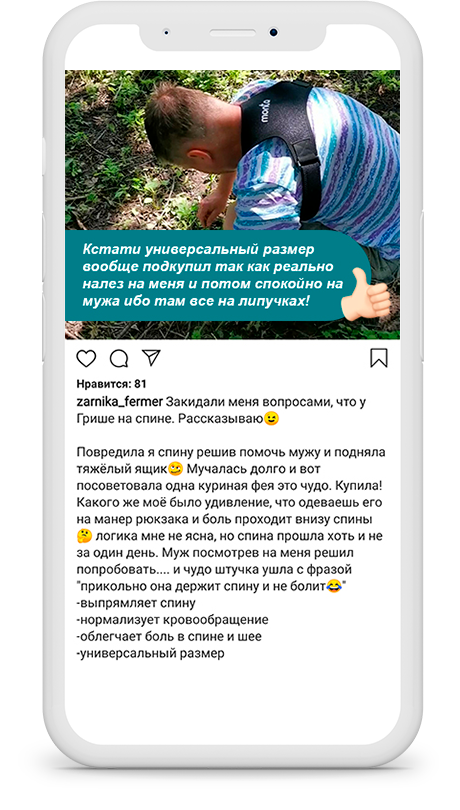 monte
Кстати универсальный размер
вообще подкупил так как реально
налез на меня и потом спокойно на
мужа ибо там все на липучках!
Нравится: 81
zarnika_fermer Закидали меня вопросами, что у
Грише на спине. Рассказываю😉
Повредила я спину решив помочь мужу и подняла
тяжёлый ящик🥴 Мучалась долго и вот
посоветовала одна куриная фея это чудо. Купила!
Какого же моё было удивление, что одеваешь его
на манер рюкзака и боль проходит внизу спины
🤔 логика мне не ясна, но спина прошла хоть и не
за один день. Муж посмотрев на меня решил
попробовать.... и чудо штучка ушла с фразой
"прикольно она держит спину и не болит😂"
-выпрямляет спину
-нормализует кровообращение
-облегчает боль в спине и шее
-универсальный размер